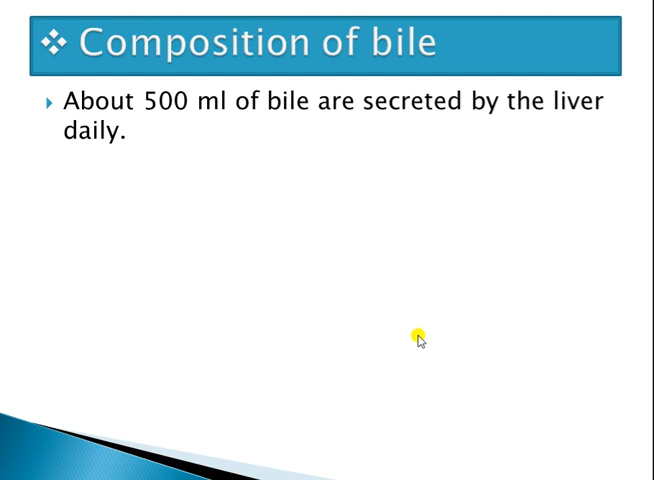 ❖ Composition of bile
About 500 ml of bile are secreted by the liver
daily.